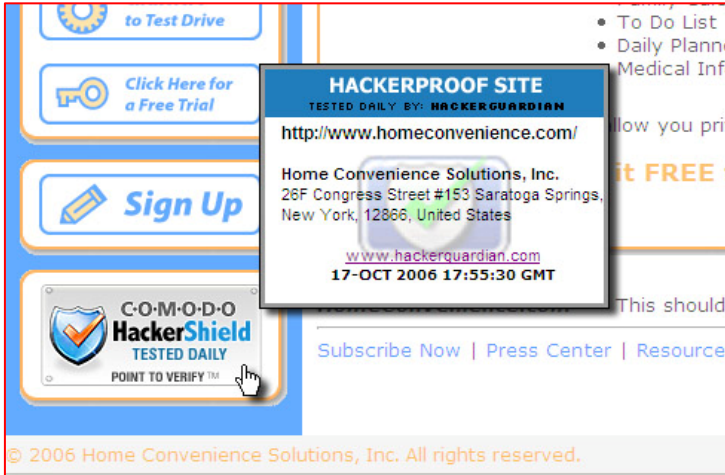 to Test Drive
Click Here for
a Free Trial
Sign Up
C·O·M·O·D·O
HackerShield
TESTED DAILY
POINT TO VERIFY™
To Do List
Daily Plann
Medical Inf
HACKERPROOF SITE
TESTED DAILY BY: HACKERGUARDIAN
http://www.homeconvenience.com/
Home Convenience Solutions, Inc.
26F Congress Street #153 Saratoga Springs,
New York, 12866, United States
www.hackerguardian.com
17-OCT 2006 17:55:30 GMT
llow you pri
it FREE
This should
Subscribe Now | Press Center | Resource
© 2006 Home Convenience Solutions, Inc. All rights reserved.